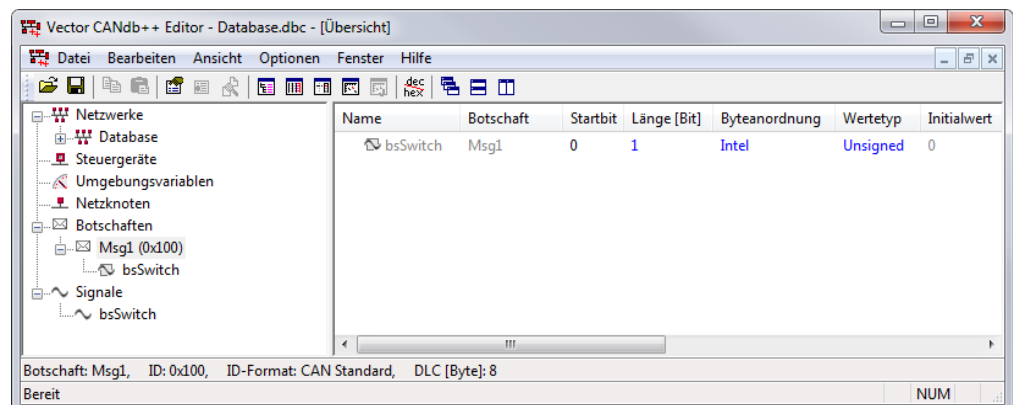 Vector CANdb++ Editor - Database.dbc - [Übersicht]
Datei Bearbeiten Ansicht Optionen Fenster Hilfe
dec
hex
Netzwerke
Database
Steuergeräte
Umgebungsvariablen
Netzknoten
Botschaften
Msg1 (0x100)
bsSwitch
Signale
bsSwitch
Name Botschaft Startbit Länge [Bit] Byteanordnung Wertetyp Initialwert
bsSwitch Msg1 0 1 Intel Unsigned 0
Botschaft: Msg1, ID: 0x100, ID-Format: CAN Standard, DLC [Byte]: 8
Bereit NUM